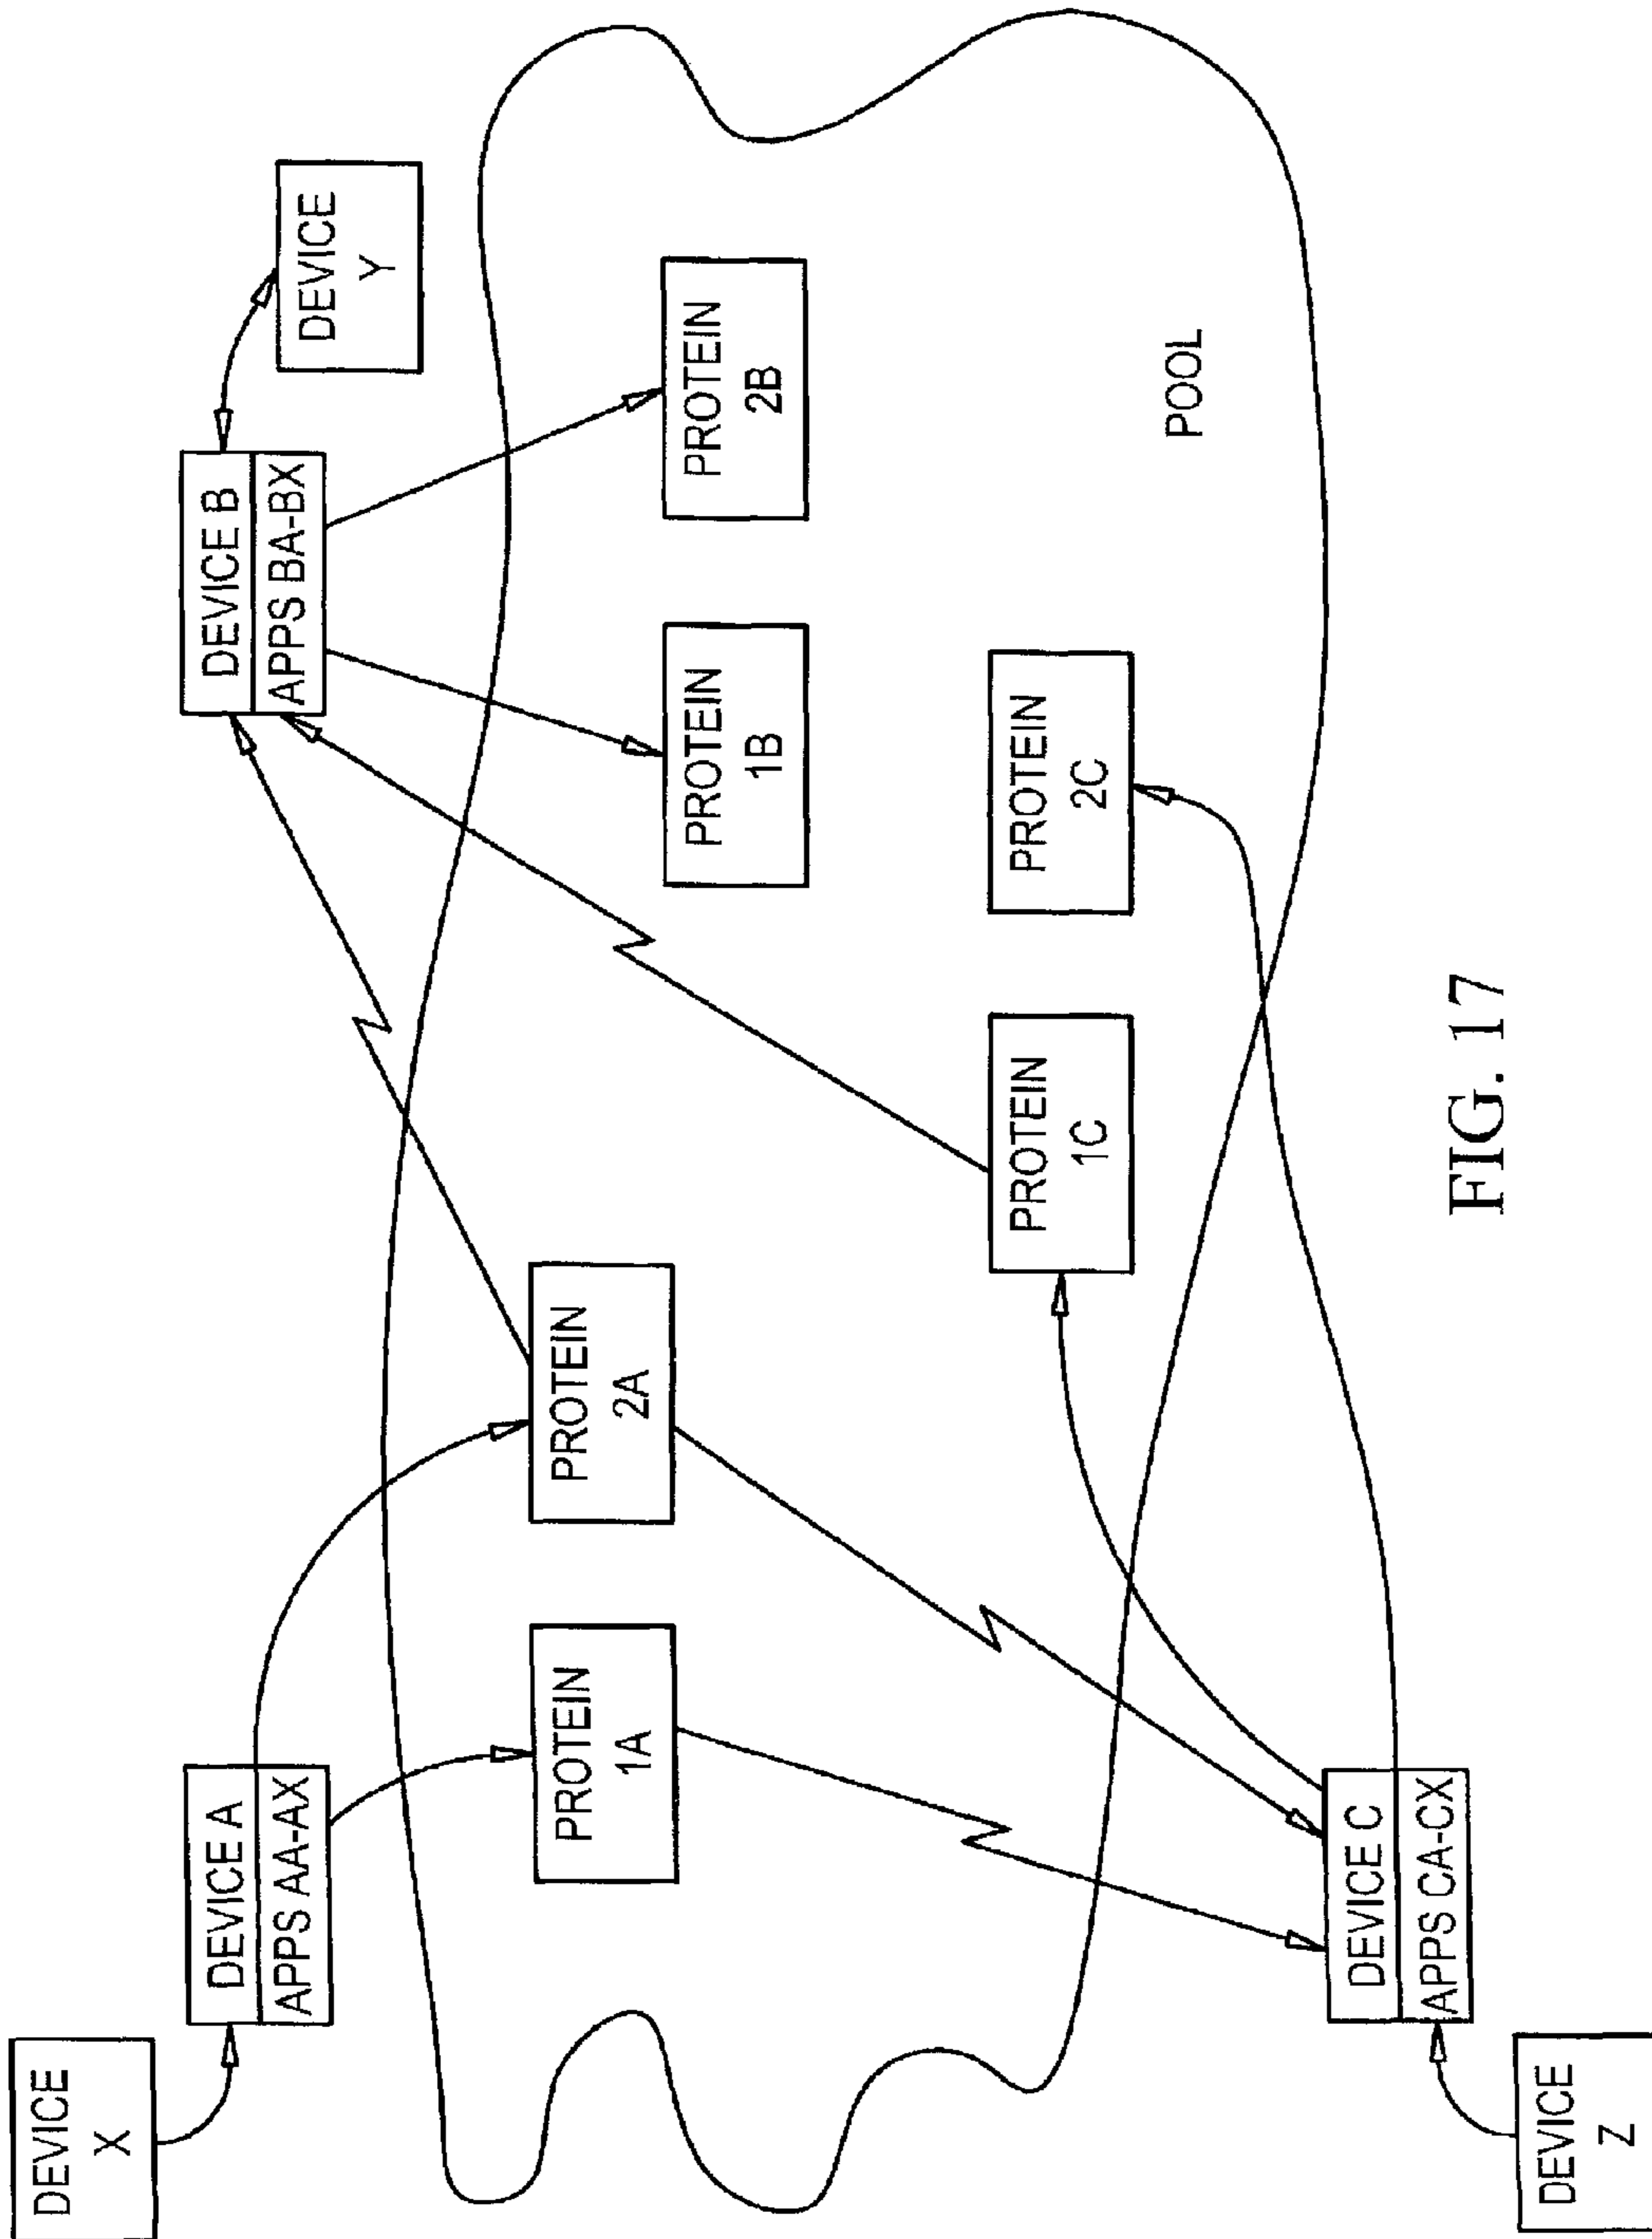 DEVICE
X
DEVICE A
APPS AA-AX
DEVICE B
APPS BA-BX
DEVICE
Y
PROTEIN
1A
PROTEIN
2A
PROTEIN
1B
PROTEIN
2B
PROTEIN
1C
PROTEIN
2C
POOL
DEVICE C
APPS CA-CX
DEVICE
Z
FIG. 17